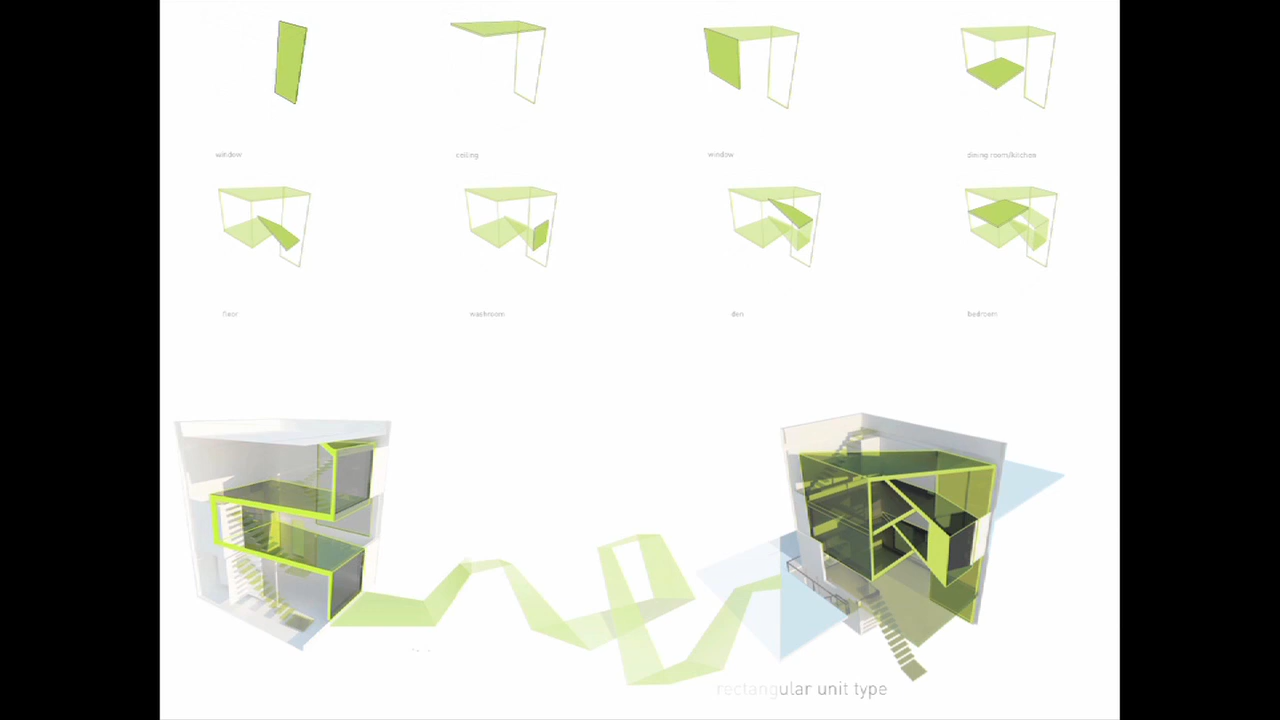 window
ceiling
window
dining room/kitchen
floor
washroom
den
bedroom
rectangular unit type